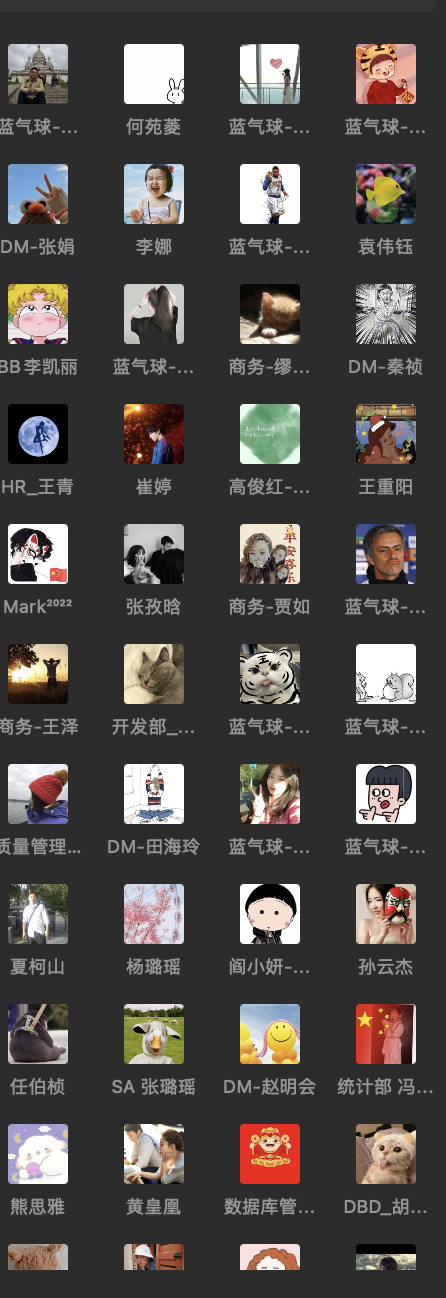 蓝气球-...
何苑菱
蓝气球-...
蓝气球-...
DM-张娟
李娜
蓝气球-...
袁伟钰
BB 李凯丽
蓝气球-...
商务-缪...
DM-秦祯
HR_王青
崔婷
高俊红-...
王重阳
Mark²⁰²²
张孜晗
商务-贾如
蓝气球-...
商务-王泽
开发部_...
蓝气球-...
蓝气球-...
质量管理...
DM-田海玲
蓝气球-...
蓝气球-...
夏柯山
杨璐瑶
阎小妍-...
孙云杰
任伯桢
SA 张璐瑶
DM-赵明会
统计部 冯...
熊思雅
黄皇凰
数据库管...
DBD_胡...